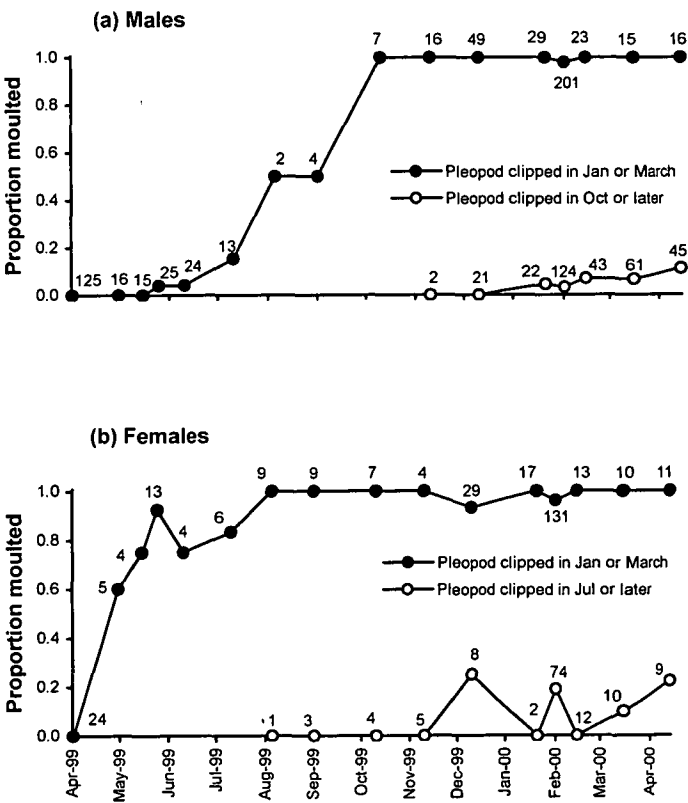 (a) Males
7 16 49 29 23 15 16
201
1.0
0.8
0.6
0.4
0.2
0.0
Proportion moulted
125 16 15 25 24 13 2 4
Pleopod clipped in Jan or March
Pleopod clipped in Oct or later
2 21 22 124 43 61 45
(b) Females
9 9 7 4 29 17 13 10 11
131
1.0
0.8
0.6
0.4
0.2
0.0
Proportion moulted
24 5 4 13 4 6
Pleopod clipped in Jan or March
Pleopod clipped in Jul or later
1 3 4 5 8 2 74 12 10 9
Apr-99 May-99 Jun-99 Jul-99 Aug-99 Sep-99 Oct-99 Nov-99 Dec-99 Jan-00 Feb-00 Mar-00 Apr-00